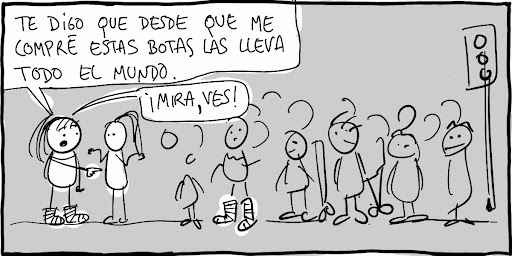 TE DIGO QUE DESDE QUE ME
COMPRÉ ESTAS BOTAS LAS LLEVA
TODO EL MUNDO.
¡MIRA, VES!
? ? ? ? ? ? ? ?